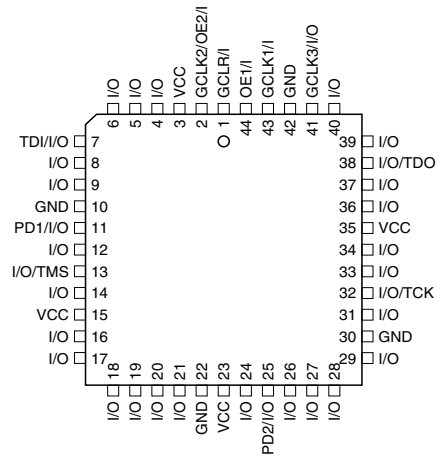 I/O
I/O
I/O
VCC
GCLK2/OE2/I
GCLR/I
OE1/I
GCLK1/I
GND
GCLK3/I/O
I/O
6
5
4
3
2
1
44
43
42
41
40
TDI/I/O 7
I/O 8
I/O 9
GND 10
PD1/I/O 11
I/O 12
I/O/TMS 13
I/O 14
VCC 15
I/O 16
I/O 17
39 I/O
38 I/O/TDO
37 I/O
36 I/O
35 VCC
34 I/O
33 I/O
32 I/O/TCK
31 I/O
30 GND
29 I/O
18
19
20
21
22
23
24
25
26
27
28
I/O
I/O
I/O
I/O
GND
VCC
I/O
PD2/I/O
I/O
I/O
I/O